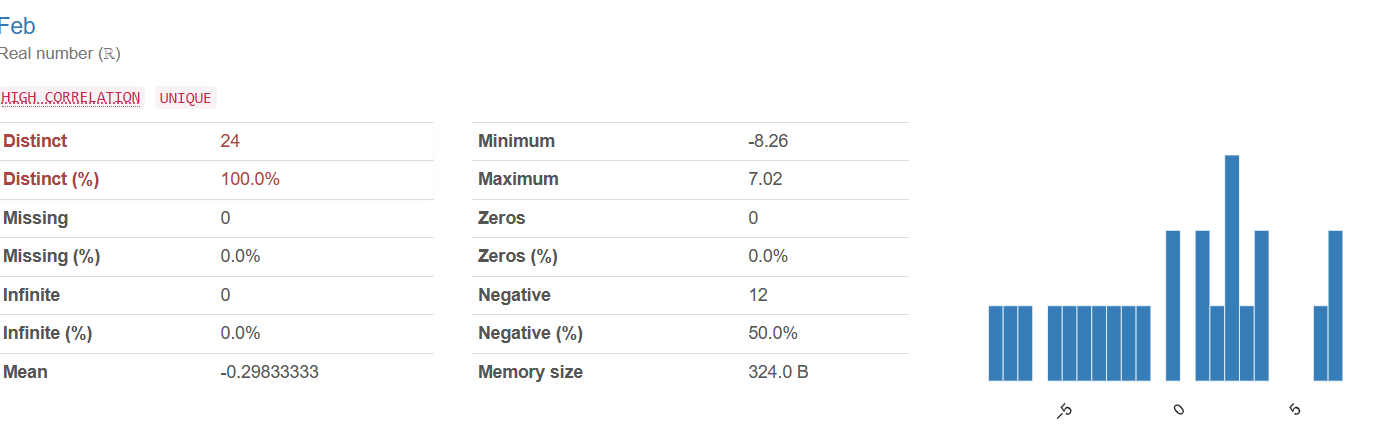 Feb
Real number (ℝ)
HIGH CORRELATION UNIQUE
Distinct 24
Distinct (%) 100.0%
Missing 0
Missing (%) 0.0%
Infinite 0
Infinite (%) 0.0%
Mean -0.29833333
Minimum -8.26
Maximum 7.02
Zeros 0
Zeros (%) 0.0%
Negative 12
Negative (%) 50.0%
Memory size 324.0 B
−5 0 5